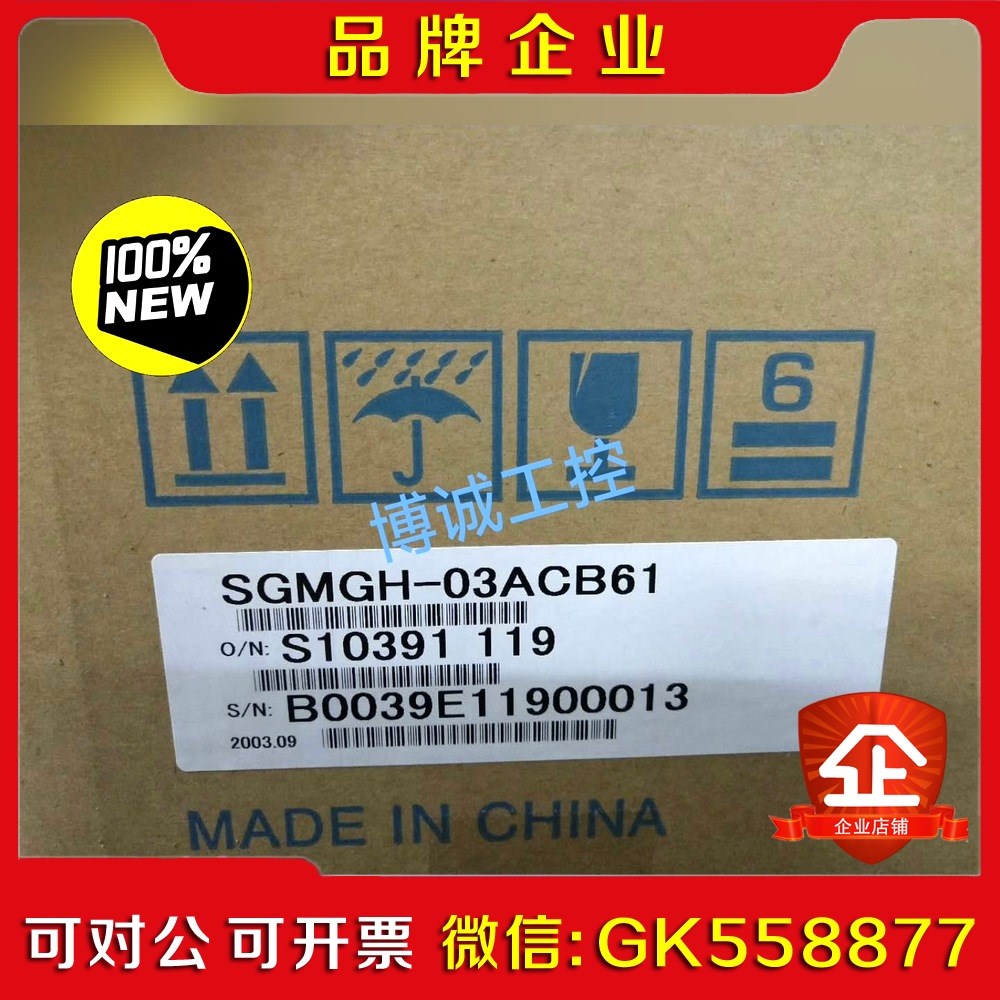 品牌企业
100%
NEW
6
博诚工控
SGMGH-03ACB61
O/N: S10391 119
S/N: B0039E11900013
2003.09
企
企业店铺
MADE IN CHINA
可对公 可开票 微信:GK558877